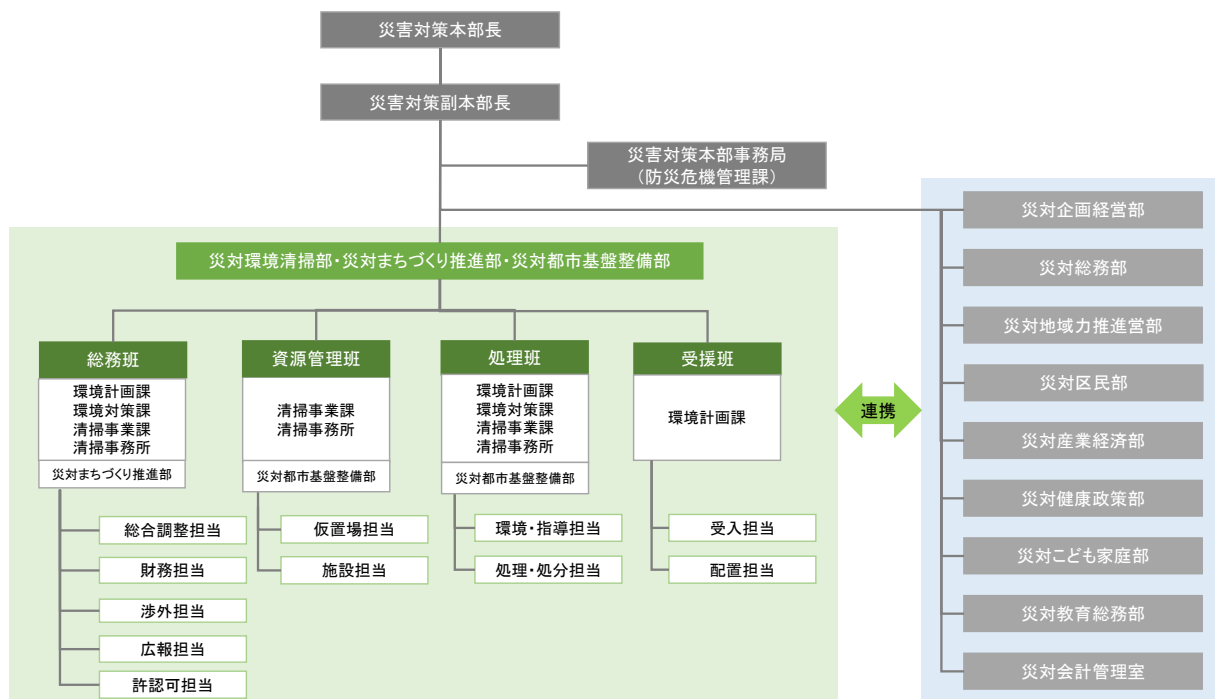 災害対策本部長
災害対策副本部長
災害対策本部事務局
(防災危機管理課)
災対環境清掃部・災対まちづくり推進部・災対都市基盤整備部
総務班
環境計画課
環境対策課
清掃事業課
清掃事務所
災対まちづくり推進部
総合調整担当
財務担当
渉外担当
広報担当
許認可担当
資源管理班
清掃事業課
清掃事務所
災対都市基盤整備部
仮置場担当
施設担当
処理班
環境計画課
環境対策課
清掃事業課
清掃事務所
災対都市基盤整備部
環境・指導担当
処理・処分担当
受援班
環境計画課
受入担当
配置担当
連携
災対企画経営部
災対総務部
災対地域力推進営部
災対区民部
災対産業経済部
災対健康政策部
災対こども家庭部
災対教育総務部
災対会計管理室